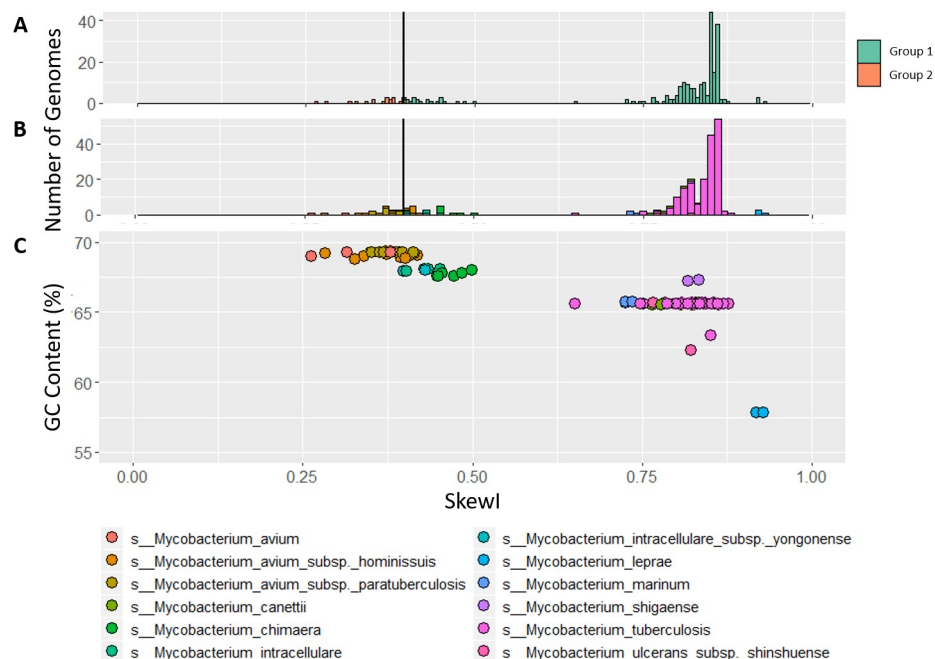 A
40
20
0
Number of Genomes
Group 1
Group 2
B
40
20
0
C
70
65
60
55
GC Content (%)
0.00 0.25 0.50 0.75 1.00
SkewI
s__Mycobacterium_avium
s__Mycobacterium_avium_subsp._hominissuis
s__Mycobacterium_avium_subsp._paratuberculosis
s__Mycobacterium_canettii
s__Mycobacterium_chimaera
s__Mycobacterium_intracellulare
s__Mycobacterium_intracellulare_subsp._yongonense
s__Mycobacterium_leprae
s__Mycobacterium_marinum
s__Mycobacterium_shigaense
s__Mycobacterium_tuberculosis
s__Mycobacterium_ulcerans_subsp._shinshuense